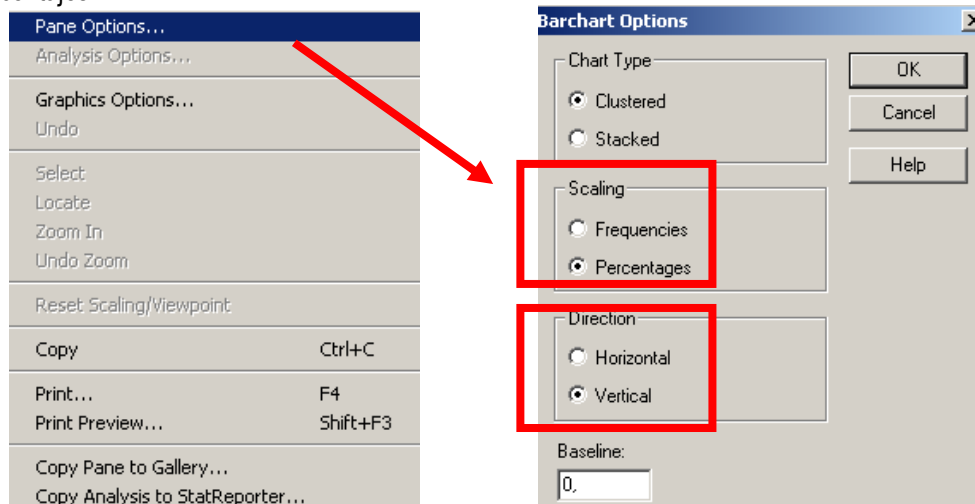 Pane Options...
Analysis Options...
Graphics Options...
Undo
Select
Locate
Zoom In
Undo Zoom
Reset Scaling/Viewpoint
Copy Ctrl+C
Print... F4
Print Preview... Shift+F3
Copy Pane to Gallery...
Copy Analysis to StatReporter...
Barchart Options
Chart Type
Clustered
Stacked
Scaling
Frequencies
Percentages
Direction
Horizontal
Vertical
Baseline:
0,
OK
Cancel
Help